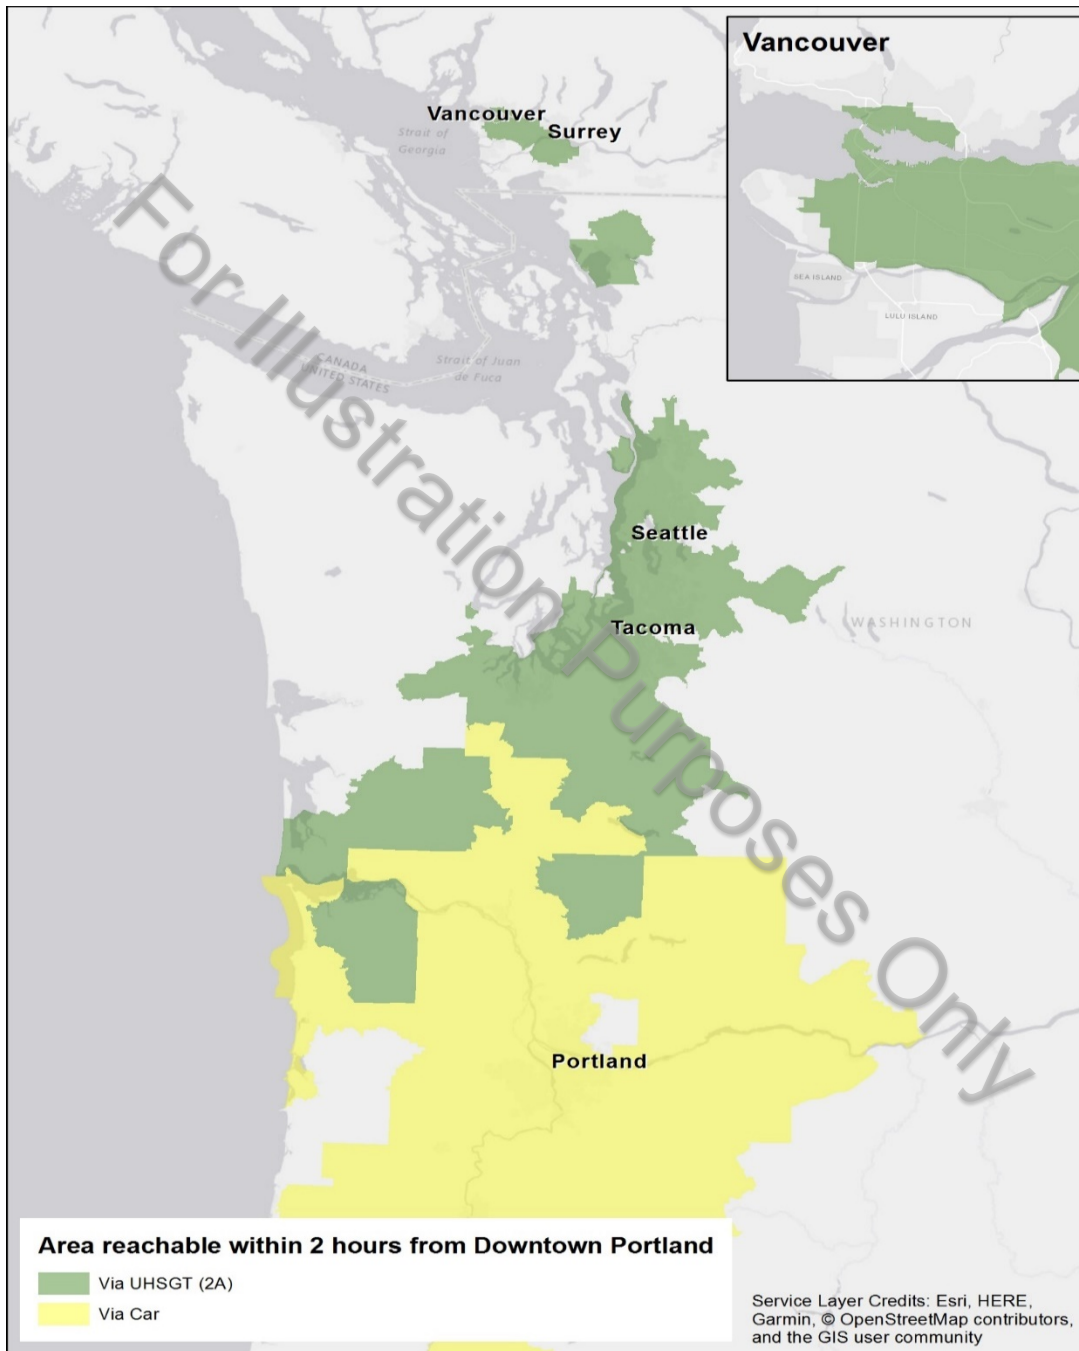 Vancouver
Vancouver
Surrey
Strait of
Georgia
SEA ISLAND
LULU ISLAND
CANADA
UNITED STATES
Strait of Juan
de Fuca
Seattle
Tacoma
WASHINGTON
Portland
For Illustration Purposes Only
Area reachable within 2 hours from Downtown Portland
Via UHSGT (2A)
Via Car
Service Layer Credits: Esri, HERE,
Garmin, © OpenStreetMap contributors,
and the GIS user community